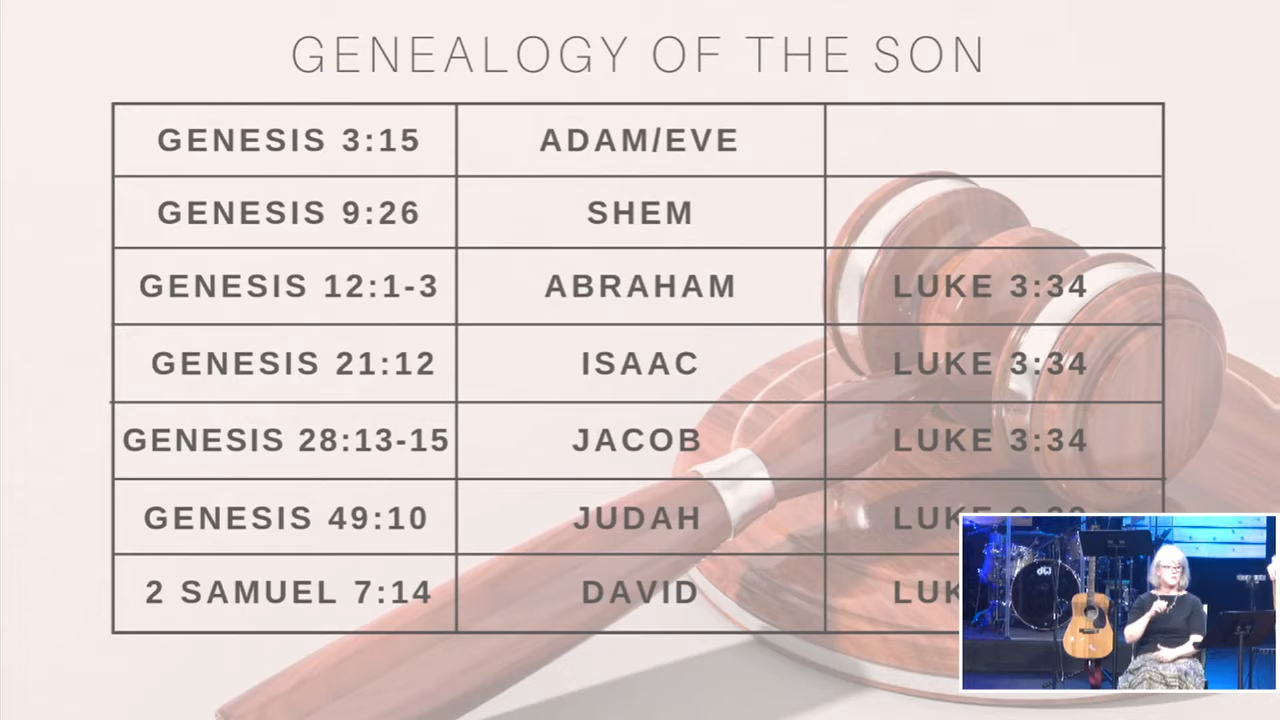 GENEALOGY OF THE SON
GENESIS 3:15 ADAM/EVE
GENESIS 9:26 SHEM
GENESIS 12:1-3 ABRAHAM LUKE 3:34
GENESIS 21:12 ISAAC LUKE 3:34
GENESIS 28:13-15 JACOB LUKE 3:34
GENESIS 49:10 JUDAH
2 SAMUEL 7:14 DAVID
dw